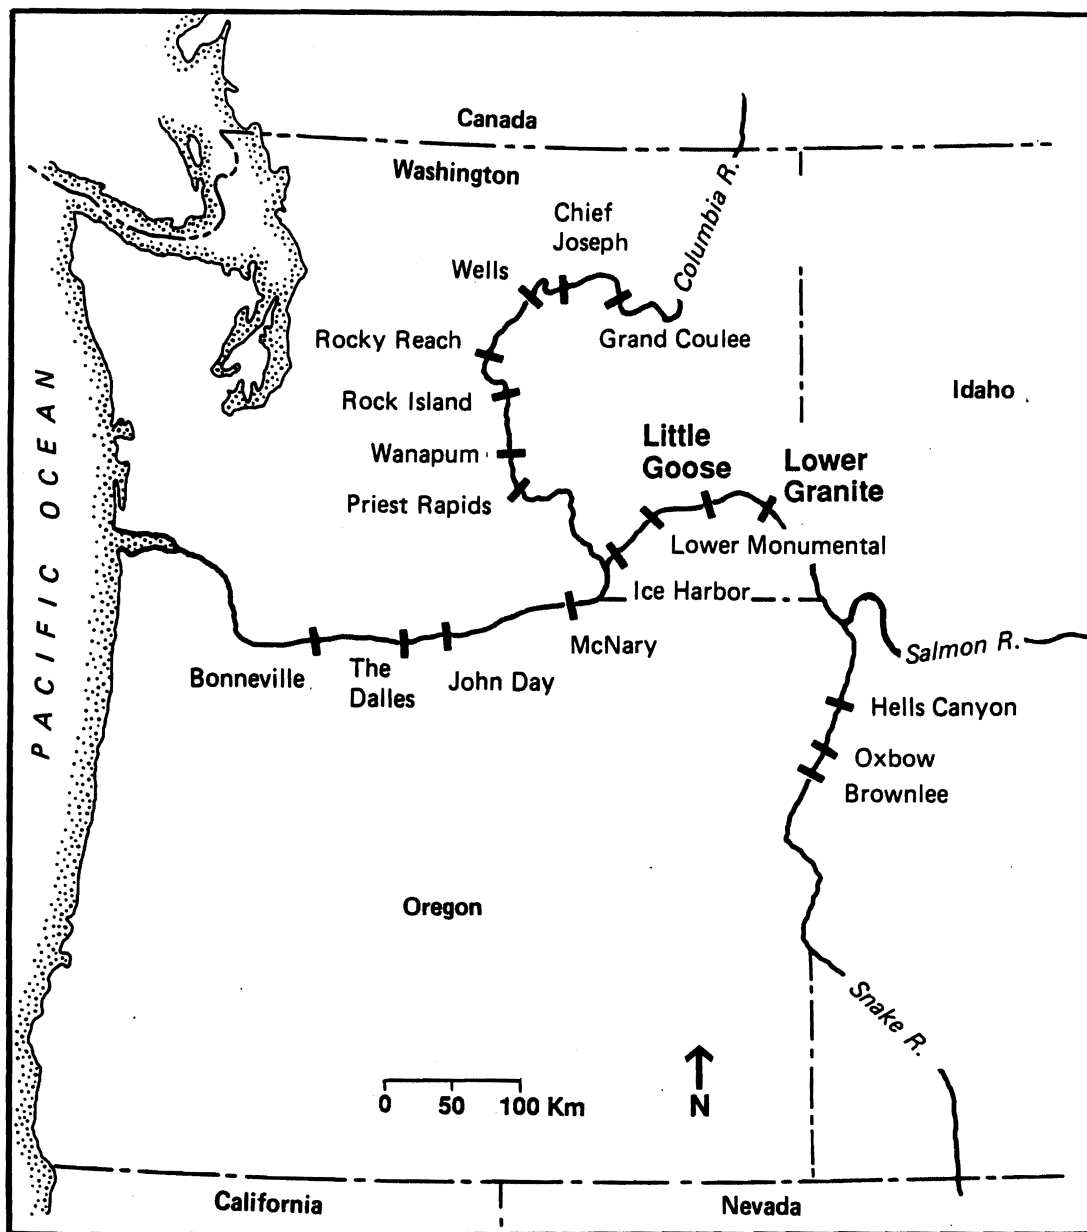 Canada
Washington
Columbia R.
Chief
Joseph
Wells
Grand Coulee
Rocky Reach
Rock Island
Idaho
PACIFIC OCEAN
Wanapum
Little
Goose
Lower
Granite
Priest Rapids
Lower Monumental
Ice Harbor
McNary
Salmon R.
Bonneville
The
Dalles
John Day
Hells Canyon
Oxbow
Brownlee
Oregon
Snake R.
0 50 100 Km
N
California
Nevada